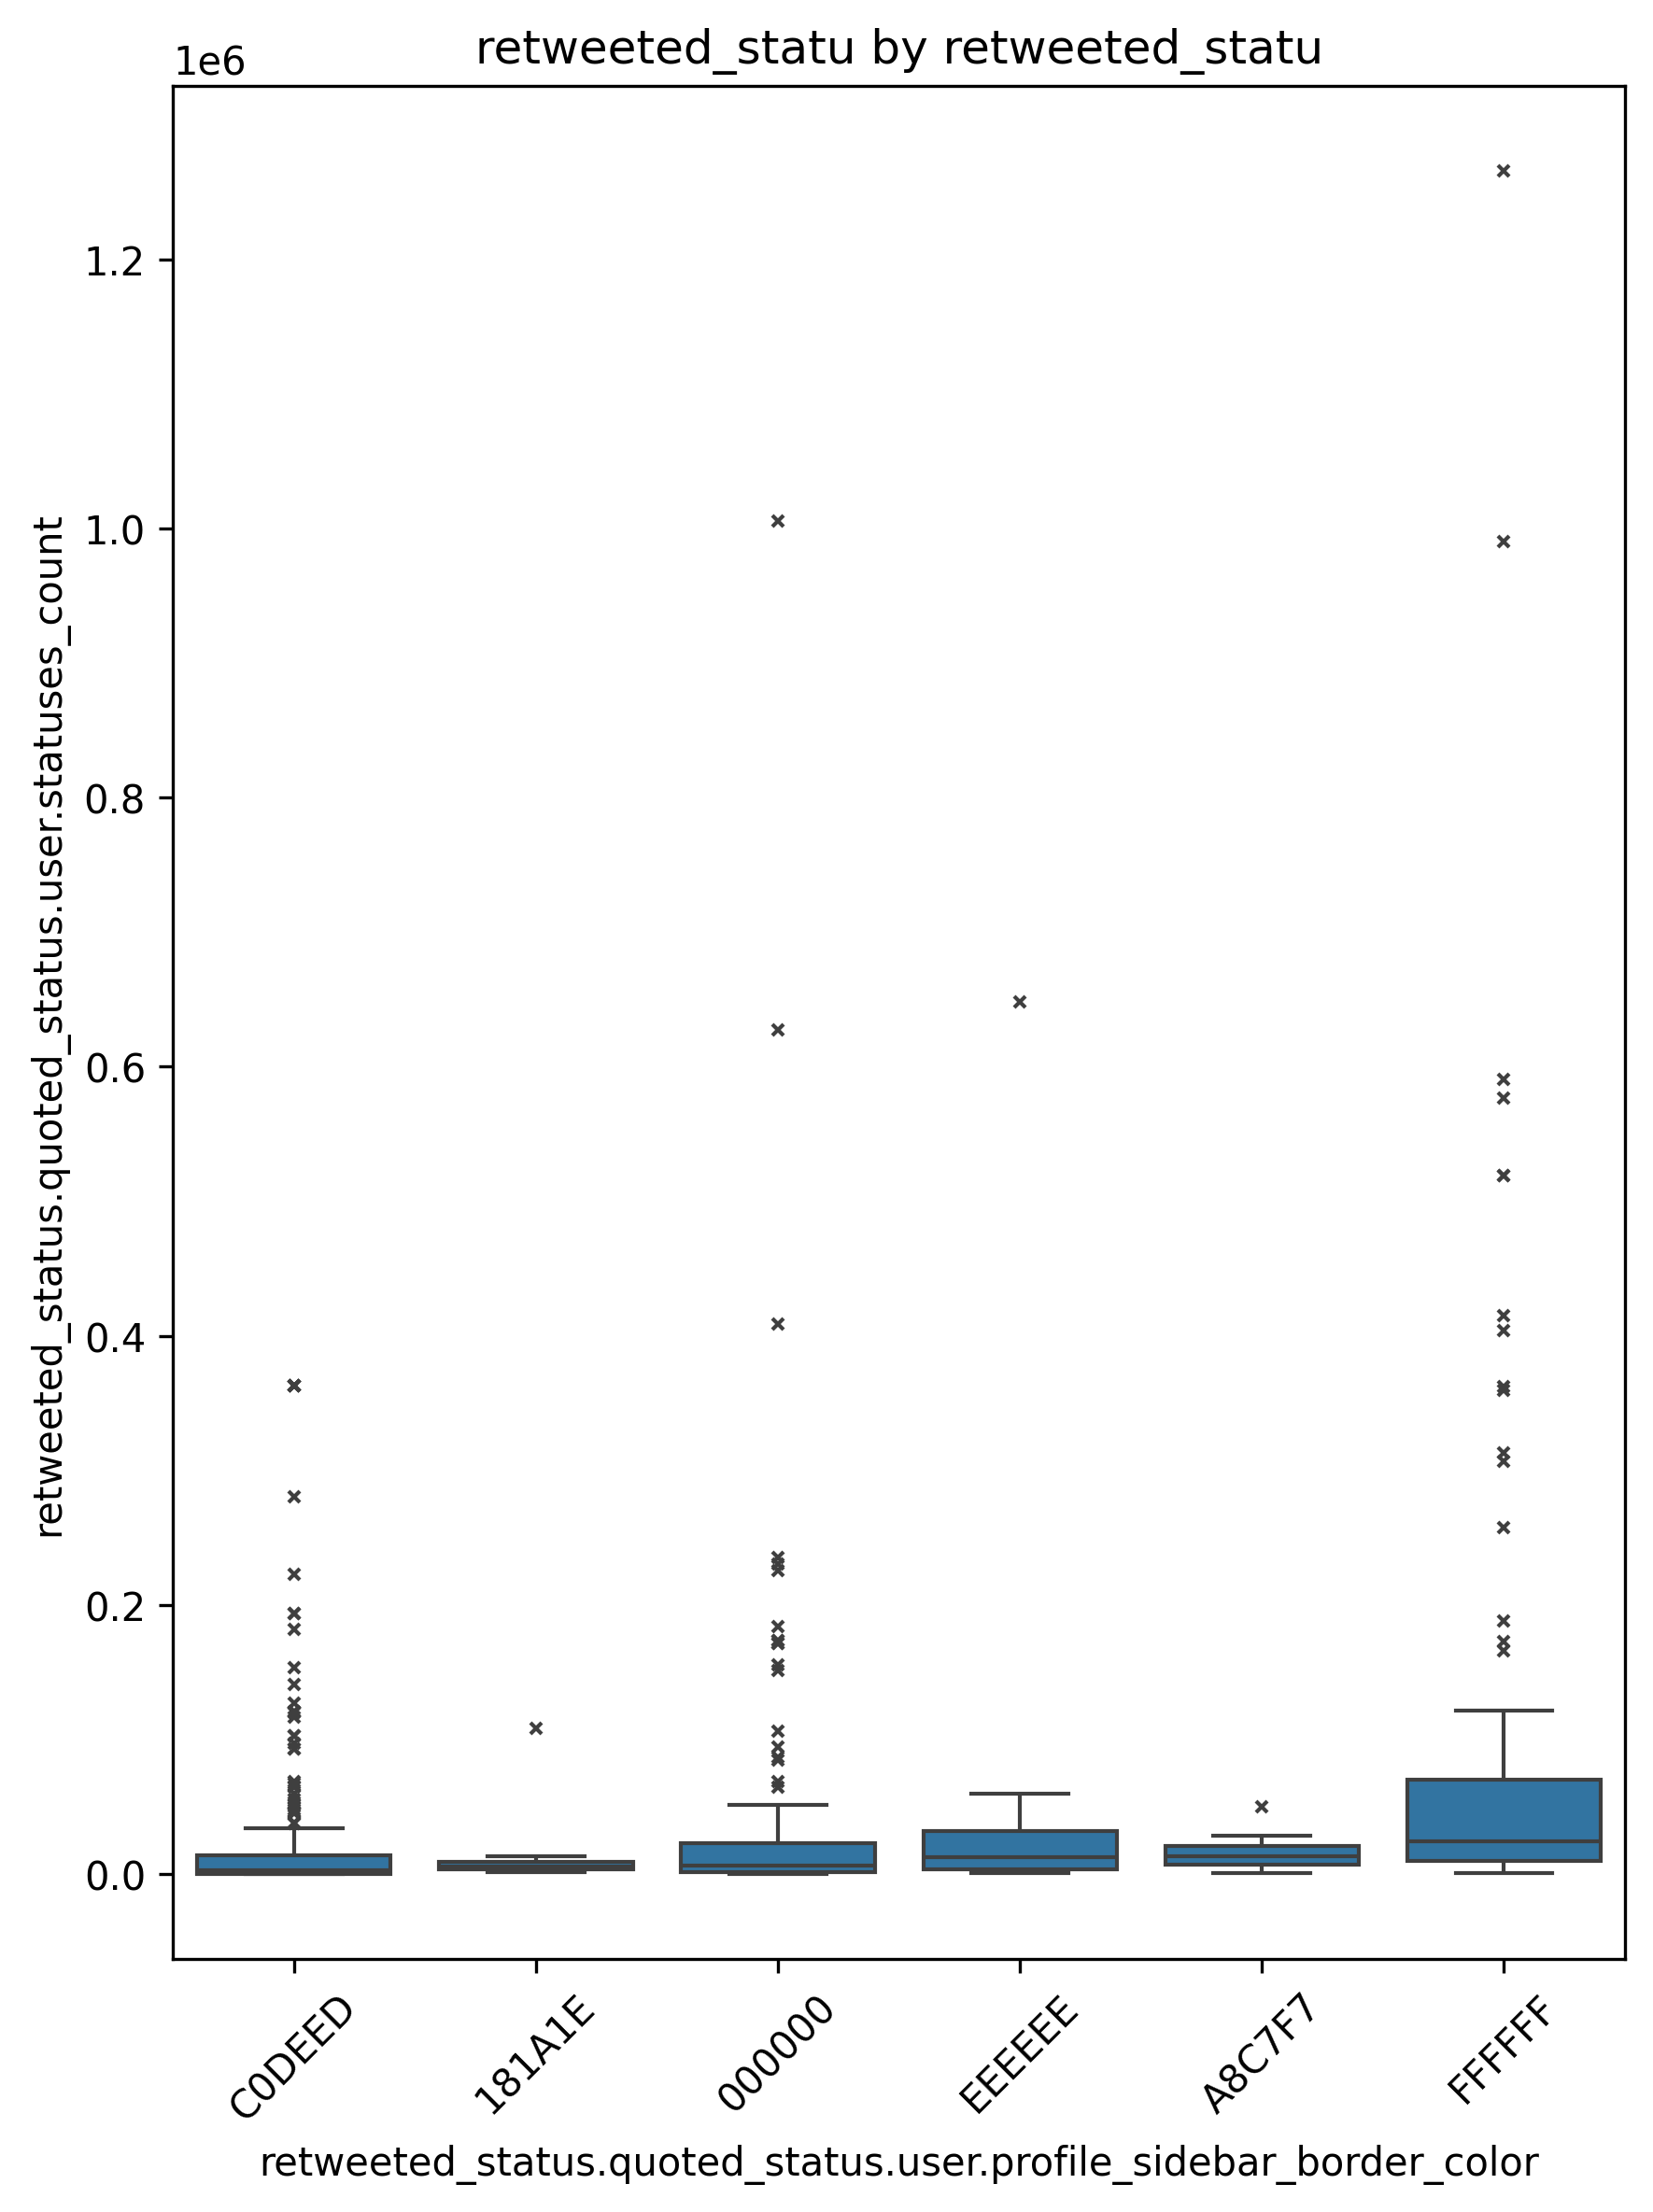 retweeted_statu by retweeted_statu
1e6
1.2
1.0
0.8
0.6
0.4
0.2
0.0
retweeted_status.quoted_status.user.statuses_count
C0DEED
181A1E
000000
EEEEEE
A8C7F7
FFFFFF
retweeted_status.quoted_status.user.profile_sidebar_border_color